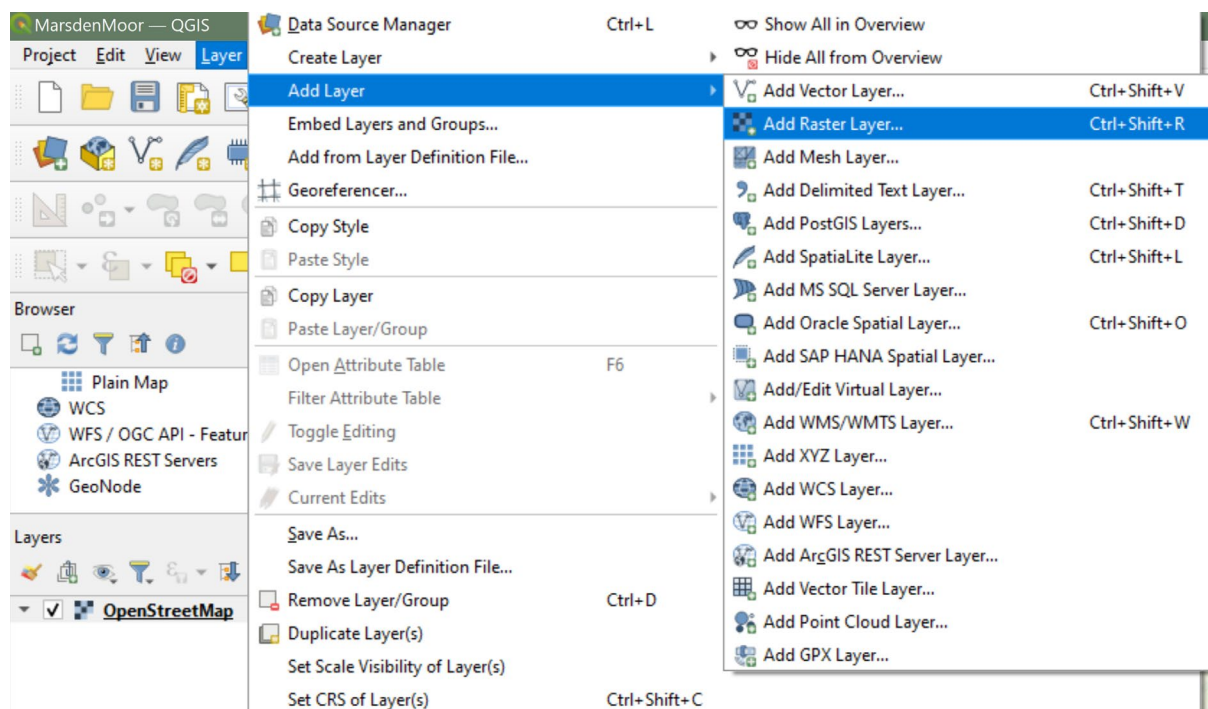 MarsdenMoor — QGIS
Project Edit View Layer
Browser
Plain Map
WCS
WFS / OGC API - Featur
ArcGIS REST Servers
GeoNode
Layers
OpenStreetMap
Data Source Manager Ctrl+L
Create Layer
Add Layer
Embed Layers and Groups...
Add from Layer Definition File...
Georeferencer...
Copy Style
Paste Style
Copy Layer
Paste Layer/Group
Open Attribute Table F6
Filter Attribute Table
Toggle Editing
Save Layer Edits
Current Edits
Save As...
Save As Layer Definition File...
Remove Layer/Group Ctrl+D
Duplicate Layer(s)
Set Scale Visibility of Layer(s)
Set CRS of Layer(s) Ctrl+Shift+C
Show All in Overview
Hide All from Overview
Add Vector Layer... Ctrl+Shift+V
Add Raster Layer... Ctrl+Shift+R
Add Mesh Layer...
Add Delimited Text Layer... Ctrl+Shift+T
Add PostGIS Layers... Ctrl+Shift+D
Add SpatiaLite Layer... Ctrl+Shift+L
Add MS SQL Server Layer...
Add Oracle Spatial Layer... Ctrl+Shift+O
Add SAP HANA Spatial Layer...
Add/Edit Virtual Layer...
Add WMS/WMTS Layer... Ctrl+Shift+W
Add XYZ Layer...
Add WCS Layer...
Add WFS Layer...
Add ArcGIS REST Server Layer...
Add Vector Tile Layer...
Add Point Cloud Layer...
Add GPX Layer...